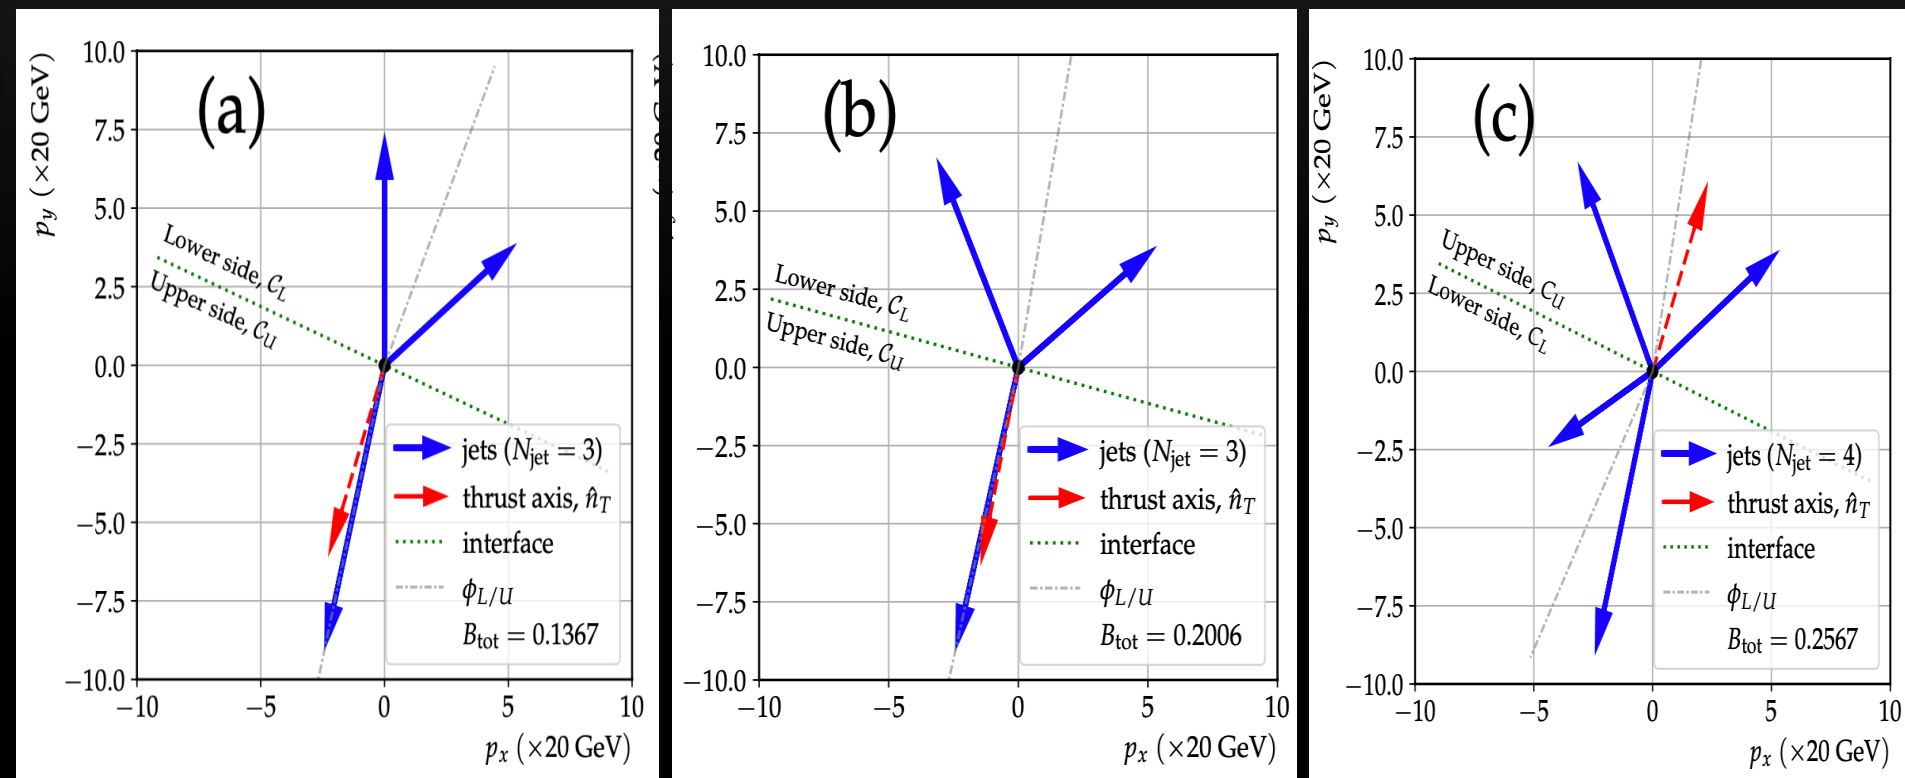 (a)
p_y (×20 GeV)
10.0
7.5
5.0
2.5
0.0
−2.5
−5.0
−7.5
−10.0
Lower side, 𝒞_L
Upper side, 𝒞_U
jets (N_jet = 3)
thrust axis, n̂_T
interface
ϕ_L/U
B_tot = 0.1367
−10
−5
0
5
10
p_x (×20 GeV)
(b)
10.0
7.5
5.0
2.5
0.0
−2.5
−5.0
−7.5
−10.0
Lower side, 𝒞_L
Upper side, 𝒞_U
jets (N_jet = 3)
thrust axis, n̂_T
interface
ϕ_L/U
B_tot = 0.2006
−10
−5
0
5
10
p_x (×20 GeV)
(c)
p_y (×20 GeV)
10.0
7.5
5.0
2.5
0.0
−2.5
−5.0
−7.5
−10.0
Upper side, C_U
Lower side, C_L
jets (N_jet = 4)
thrust axis, n̂_T
interface
ϕ_L/U
B_tot = 0.2567
−10
−5
0
5
10
p_x (×20 GeV)